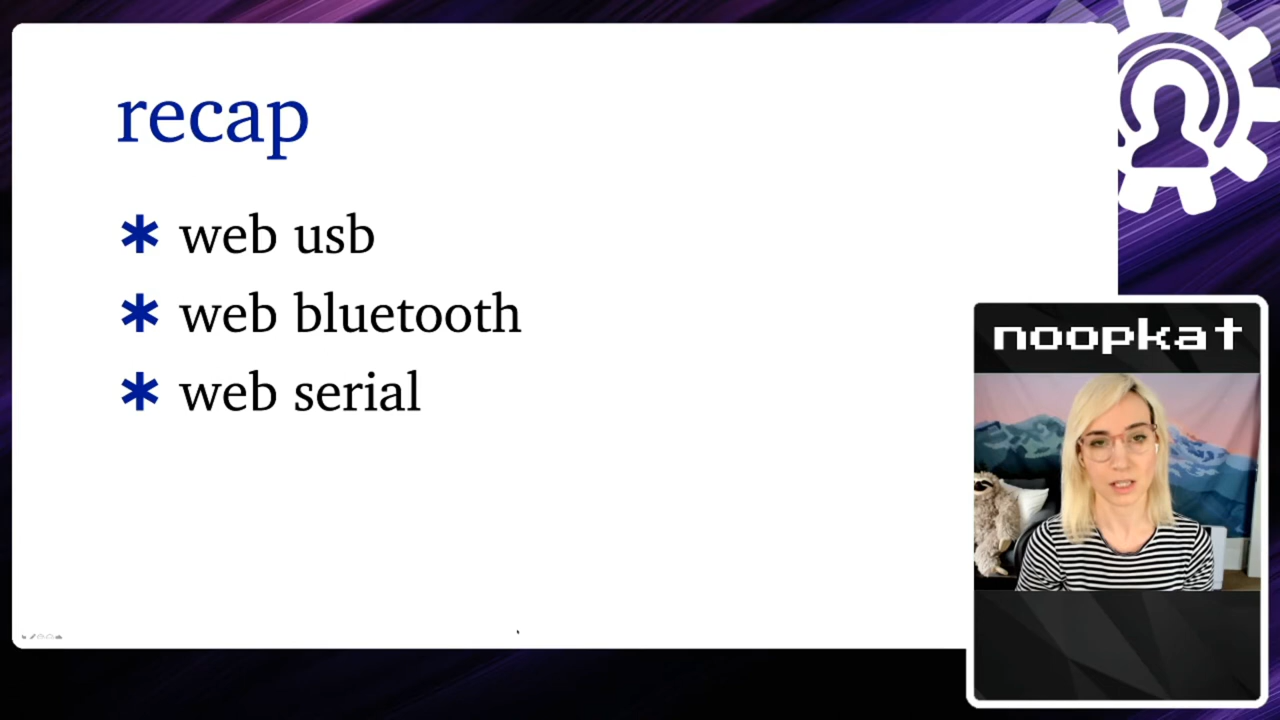 recap
* web usb
* web bluetooth
* web serial
noopkat